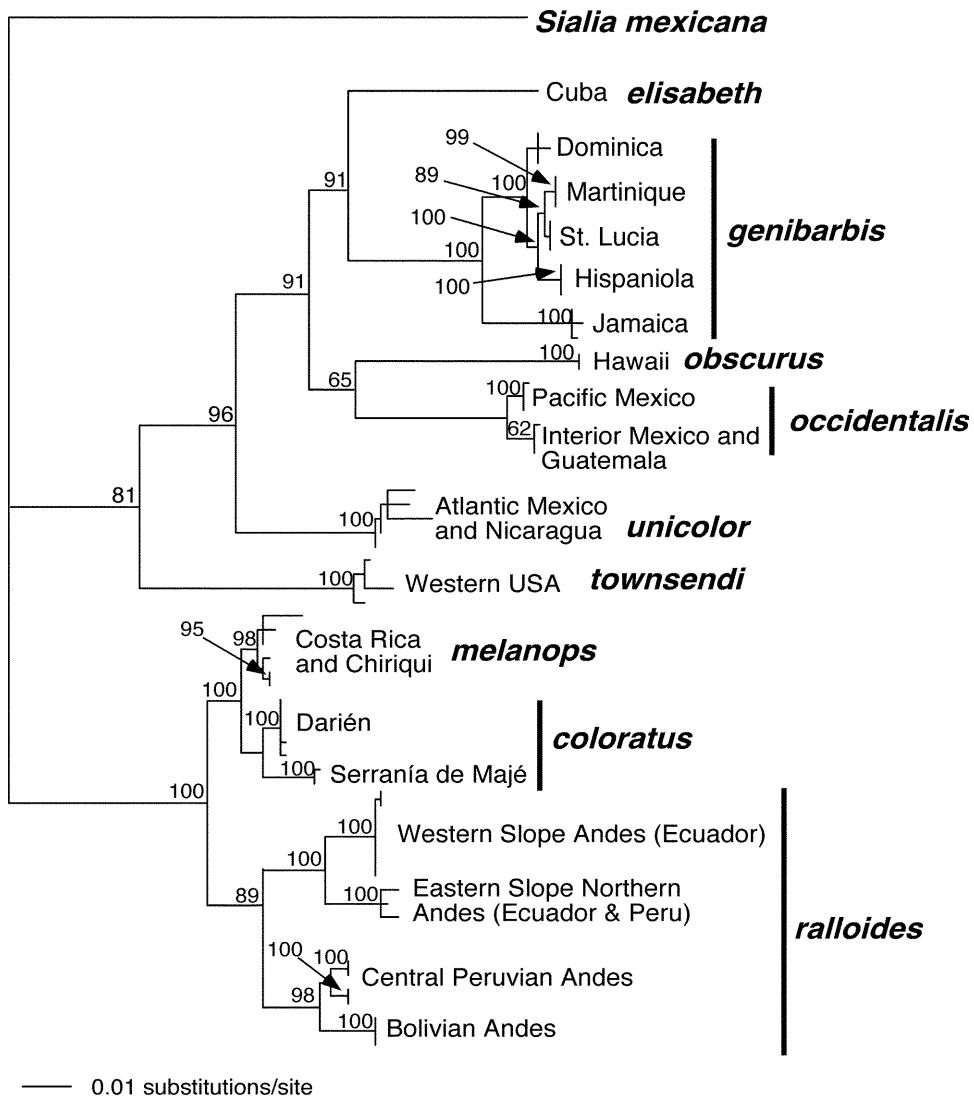 Sialia mexicana
Cuba elisabeth
99
Dominica
91
89
100
Martinique
100
St. Lucia
genibarbis
100
100
Hispaniola
91
100
Jamaica
100
Hawaii obscurus
65
100
Pacific Mexico
96
62
Interior Mexico and
Guatemala
occidentalis
81
100
Atlantic Mexico
and Nicaragua
unicolor
100
Western USA
townsendi
95
98
Costa Rica
and Chiriqui
melanops
100
100
Darién
coloratus
100
Serranía de Majé
100
100
Western Slope Andes (Ecuador)
100
89
100
Eastern Slope Northern
Andes (Ecuador & Peru)
ralloides
100
100
Central Peruvian Andes
98
100
Bolivian Andes
0.01 substitutions/site